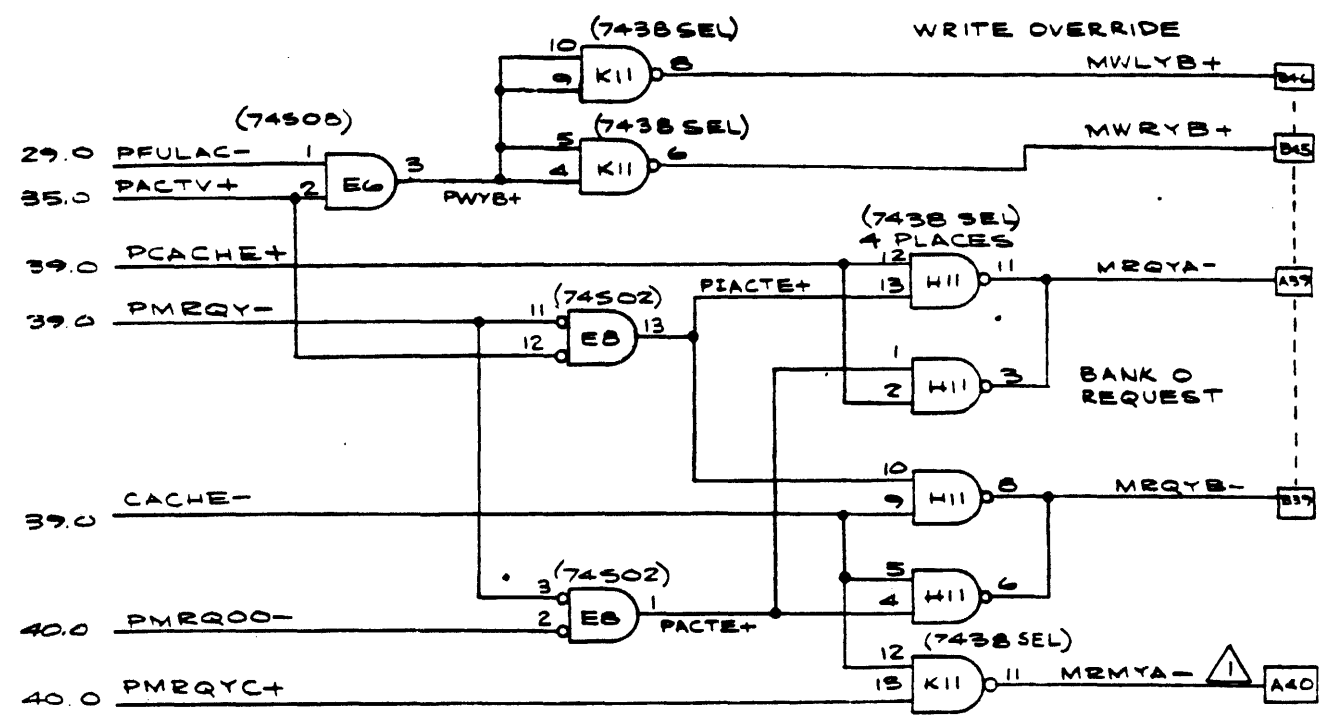 (7438 SEL)
WRITE OVERRIDE
10
9
K11
8
MWLYB+
B46
(74S08)
(7438 SEL)
MWRYB+
29.0
PFULAC-
1
5
4
K11
6
B45
35.0
PACTV+
2
E6
3
PWYB+
(7438 SEL)
4 PLACES
39.0
PCACHE+
12
13
H11
11
MRQYA-
A39
PIACTE+
(74S02)
39.0
PMRQY-
11
12
E8
13
1
2
H11
3
BANK 0
REQUEST
10
9
H11
8
MRQYB-
B39
39.0
CACHE-
(74S02)
5
4
H11
6
3
2
E8
1
PACTE+
40.0
PMRQ00-
(7438 SEL)
12
13
K11
11
MRMYA-
1
A40
40.0
PMRQYC+